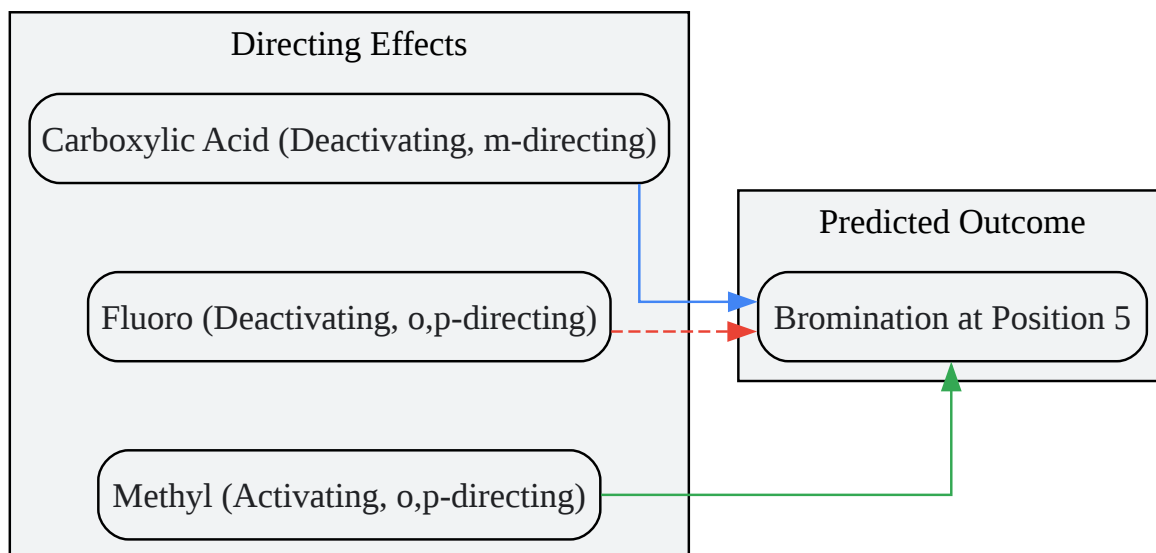 Directing Effects
Carboxylic Acid (Deactivating, m-directing)
Fluoro (Deactivating, o,p-directing)
Methyl (Activating, o,p-directing)
Predicted Outcome
Bromination at Position 5